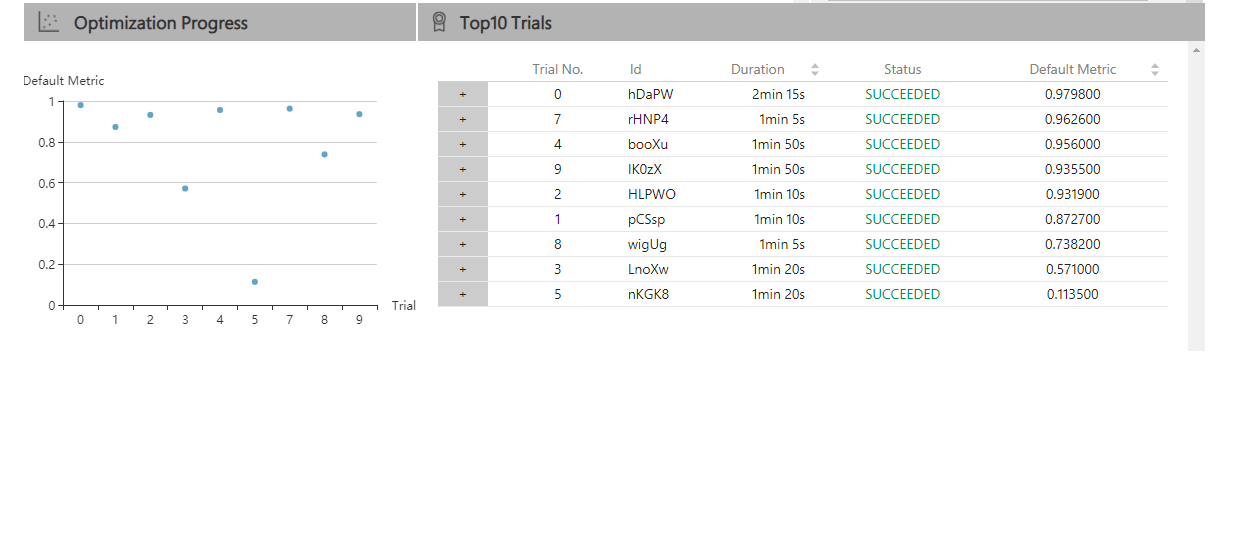 Optimization Progress
Top10 Trials
Default Metric
1
0.8
0.6
0.4
0.2
0
0 1 2 3 4 5 7 8 9
Trial
Trial No. Id Duration Status Default Metric
+ 0 hDaPW 2min 15s SUCCEEDED 0.979800
+ 7 rHNP4 1min 5s SUCCEEDED 0.962600
+ 4 booXu 1min 50s SUCCEEDED 0.956000
+ 9 IK0zX 1min 50s SUCCEEDED 0.935500
+ 2 HLPWO 1min 10s SUCCEEDED 0.931900
+ 1 pCSsp 1min 10s SUCCEEDED 0.872700
+ 8 wigUg 1min 5s SUCCEEDED 0.738200
+ 3 LnoXw 1min 20s SUCCEEDED 0.571000
+ 5 nKGK8 1min 20s SUCCEEDED 0.113500